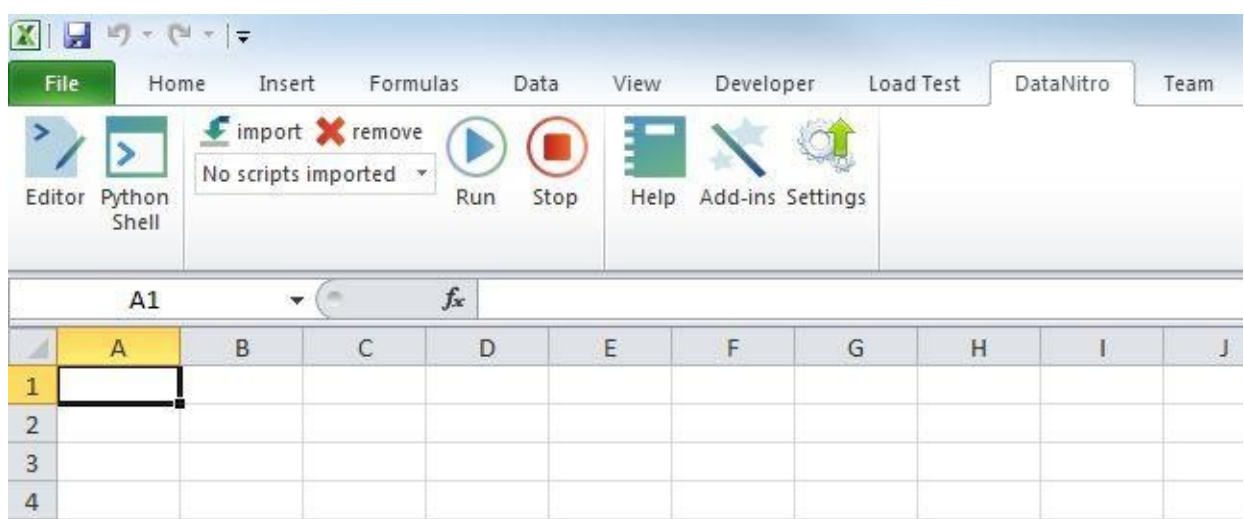 File Home Insert Formulas Data View Developer Load Test DataNitro Team
import remove
No scripts imported
Editor Python Shell Run Stop Help Add-ins Settings
A1 fx
A B C D E F G H I J
1
2
3
4